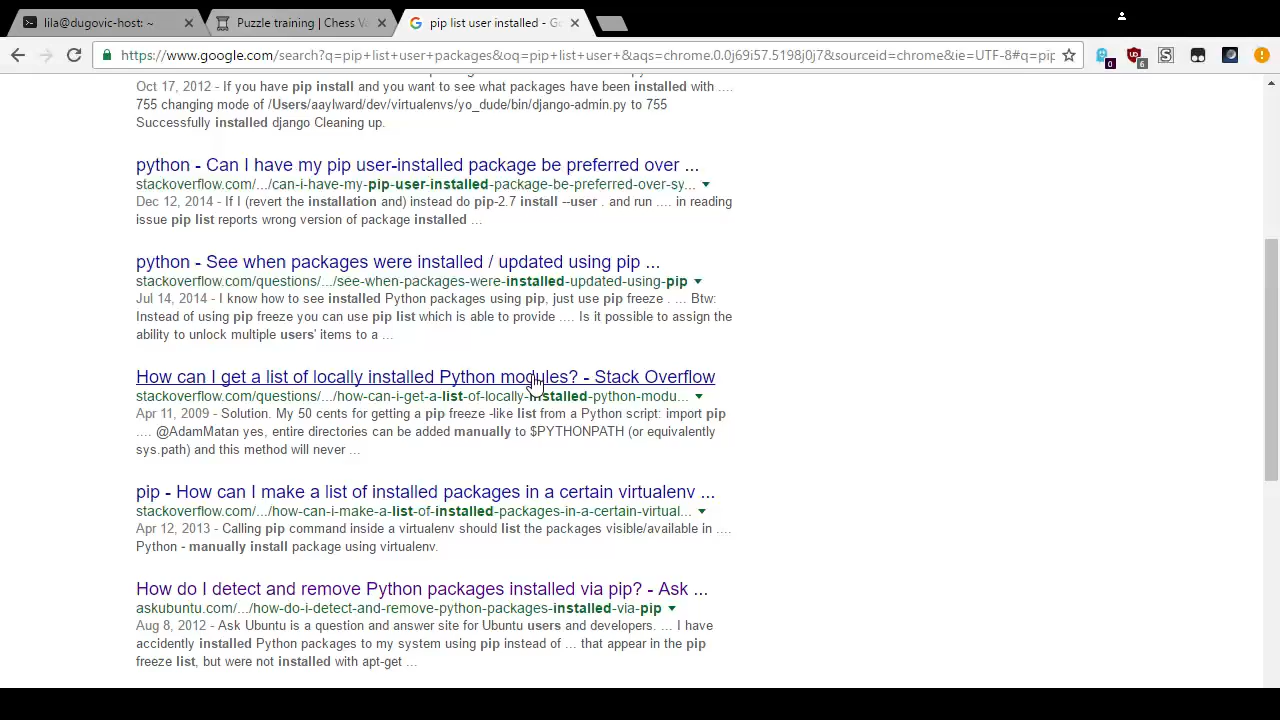 lila@dugovic-host: ~
Puzzle training | Chess V
pip list user installed - Go
https://www.google.com/search?q=pip+list+user+packages&oq=pip+list+user+&aqs=chrome.0.0j69i57.5198j0j7&sourceid=chrome&ie=UTF-8#q=pip
0
6
Oct 17, 2012 - If you have pip install and you want to see what packages have been installed with ....
755 changing mode of /Users/aaylward/dev/virtualenvs/yo_dude/bin/django-admin.py to 755
Successfully installed django Cleaning up.
python - Can I have my pip user-installed package be preferred over ...
stackoverflow.com/.../can-i-have-my-pip-user-installed-package-be-preferred-over-sy...
Dec 12, 2014 - If I (revert the installation and) instead do pip-2.7 install --user . and run .... in reading
issue pip list reports wrong version of package installed ...
python - See when packages were installed / updated using pip ...
stackoverflow.com/questions/.../see-when-packages-were-installed-updated-using-pip
Jul 14, 2014 - I know how to see installed Python packages using pip, just use pip freeze . ... Btw:
Instead of using pip freeze you can use pip list which is able to provide .... Is it possible to assign the
ability to unlock multiple users' items to a ...
How can I get a list of locally installed Python modules? - Stack Overflow
stackoverflow.com/questions/.../how-can-i-get-a-list-of-locally-installed-python-modu...
Apr 11, 2009 - Solution. My 50 cents for getting a pip freeze -like list from a Python script: import pip
.... @AdamMatan yes, entire directories can be added manually to $PYTHONPATH (or equivalently
sys.path) and this method will never ...
pip - How can I make a list of installed packages in a certain virtualenv ...
stackoverflow.com/.../how-can-i-make-a-list-of-installed-packages-in-a-certain-virtual...
Apr 12, 2013 - Calling pip command inside a virtualenv should list the packages visible/available in ....
Python - manually install package using virtualenv.
How do I detect and remove Python packages installed via pip? - Ask ...
askubuntu.com/.../how-do-i-detect-and-remove-python-packages-installed-via-pip
Aug 8, 2012 - Ask Ubuntu is a question and answer site for Ubuntu users and developers. ... I have
accidently installed Python packages to my system using pip instead of ... that appear in the pip
freeze list, but were not installed with apt-get ...